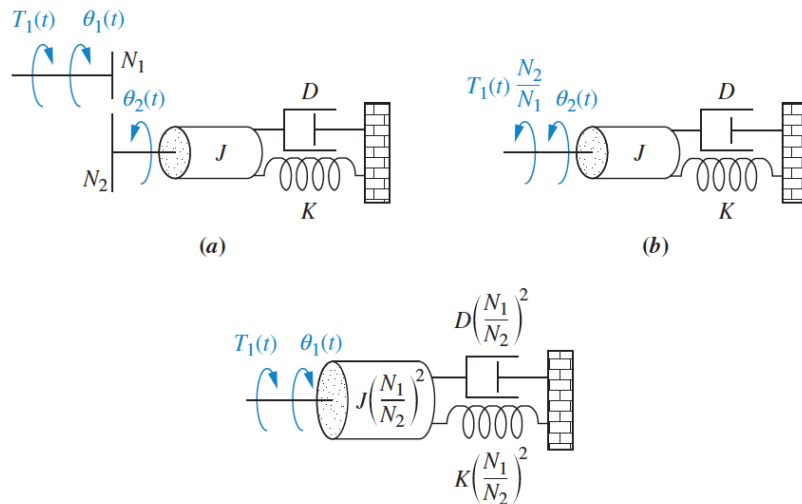 T₁(t) θ₁(t)
N₁
θ₂(t)
D
J
N₂
K
(a)
T₁(t) N₂/N₁ θ₂(t)
D
J
K
(b)
D(N₁/N₂)²
T₁(t) θ₁(t)
J(N₁/N₂)²
K(N₁/N₂)²